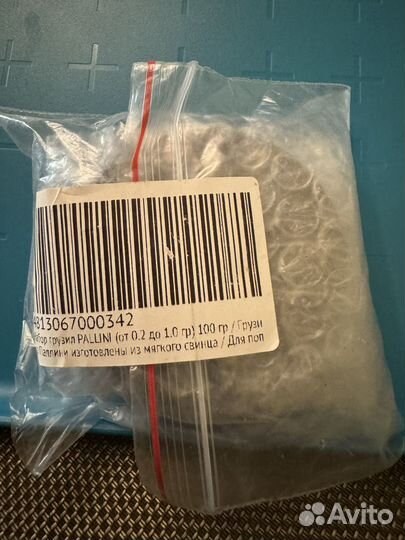 4813067000342
Набор грузил PALLINI (от 0.2 до 1.0 гр) 100 гр / Грузи
Паллини изготовлены из мягкого свинца / Для поп
Avito